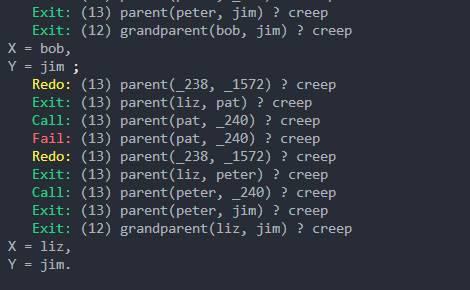 Exit: (13) parent(peter, jim) ? creep
Exit: (12) grandparent(bob, jim) ? creep
X = bob,
Y = jim ;
Redo: (13) parent(_238, _1572) ? creep
Exit: (13) parent(liz, pat) ? creep
Call: (13) parent(pat, _240) ? creep
Fail: (13) parent(pat, _240) ? creep
Redo: (13) parent(_238, _1572) ? creep
Exit: (13) parent(liz, peter) ? creep
Call: (13) parent(peter, _240) ? creep
Exit: (13) parent(peter, jim) ? creep
Exit: (12) grandparent(liz, jim) ? creep
X = liz,
Y = jim.